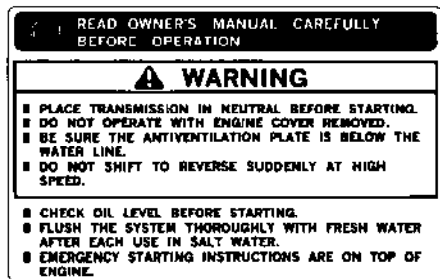 READ OWNER'S MANUAL CAREFULLY
BEFORE OPERATION
WARNING
PLACE TRANSMISSION IN NEUTRAL BEFORE STARTING.
DO NOT OPERATE WITH ENGINE COVER REMOVED.
BE SURE THE ANTIVENTILATION PLATE IS BELOW THE
WATER LINE.
DO NOT SHIFT TO REVERSE SUDDENLY AT HIGH
SPEED.
CHECK OIL LEVEL BEFORE STARTING.
FLUSH THE SYSTEM THOROUGHLY WITH FRESH WATER
AFTER EACH USE IN SALT WATER.
EMERGENCY STARTING INSTRUCTIONS ARE ON TOP OF
ENGINE.